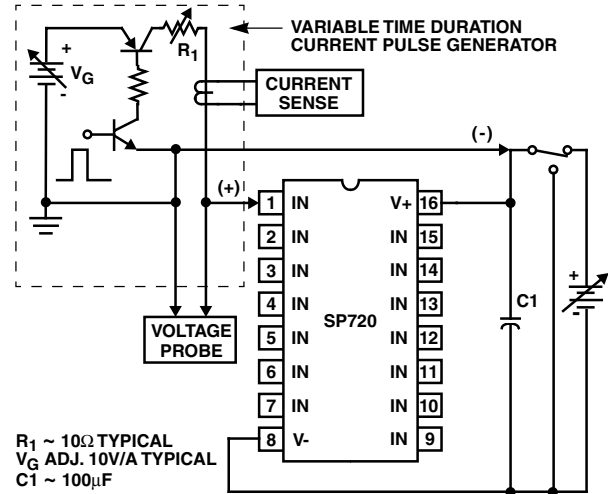 VARIABLE TIME DURATION
CURRENT PULSE GENERATOR
+
R1
VG
-
CURRENT
SENSE
(-)
(+)
1 IN V+ 16
2 IN IN 15
3 IN IN 14
4 IN IN 13
SP720
5 IN IN 12
6 IN IN 11
7 IN IN 10
8 V- IN 9
C1
+
-
VOLTAGE
PROBE
R1 ~ 10Ω TYPICAL
VG ADJ. 10V/A TYPICAL
C1 ~ 100μF